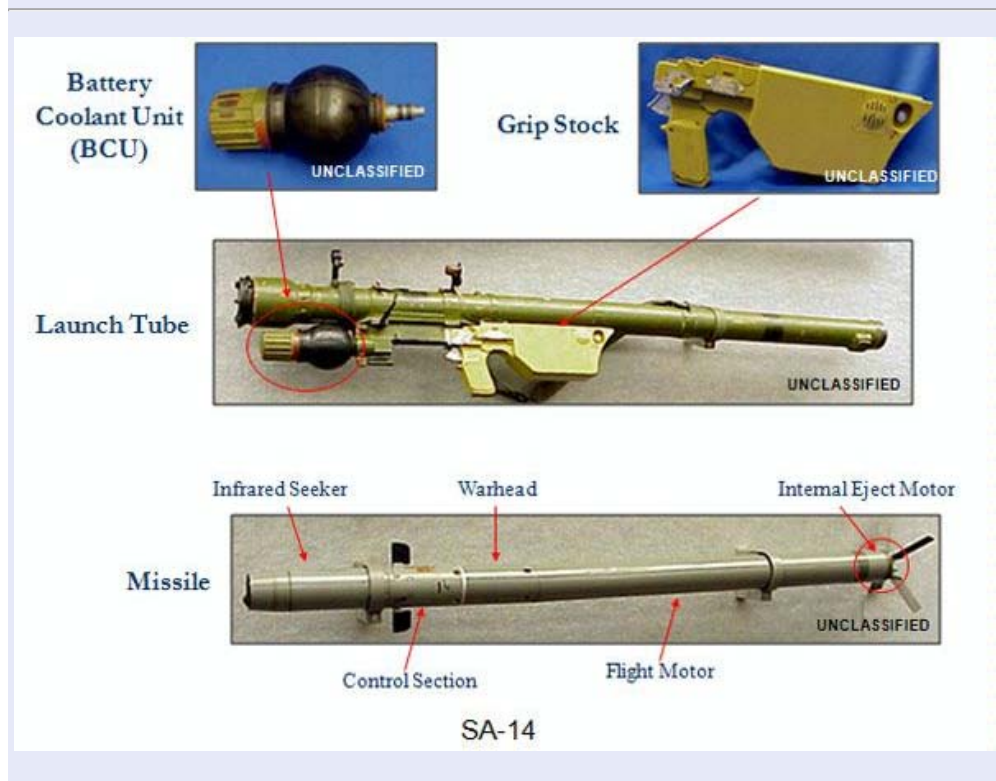 Battery
Coolant Unit
(BCU)
UNCLASSIFIED
Grip Stock
UNCLASSIFIED
Launch Tube
UNCLASSIFIED
Infrared Seeker
Warhead
Internal Eject Motor
Missile
UNCLASSIFIED
Control Section
Flight Motor
SA-14